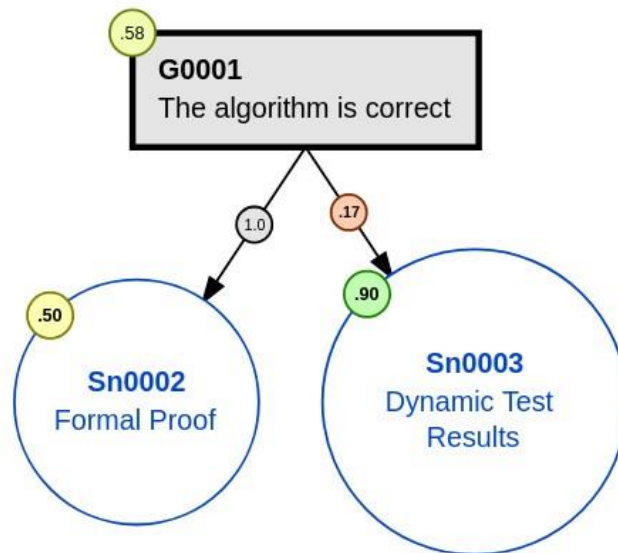 .58
G0001
The algorithm is correct
1.0
.17
.50
.90
Sn0002
Formal Proof
Sn0003
Dynamic Test
Results